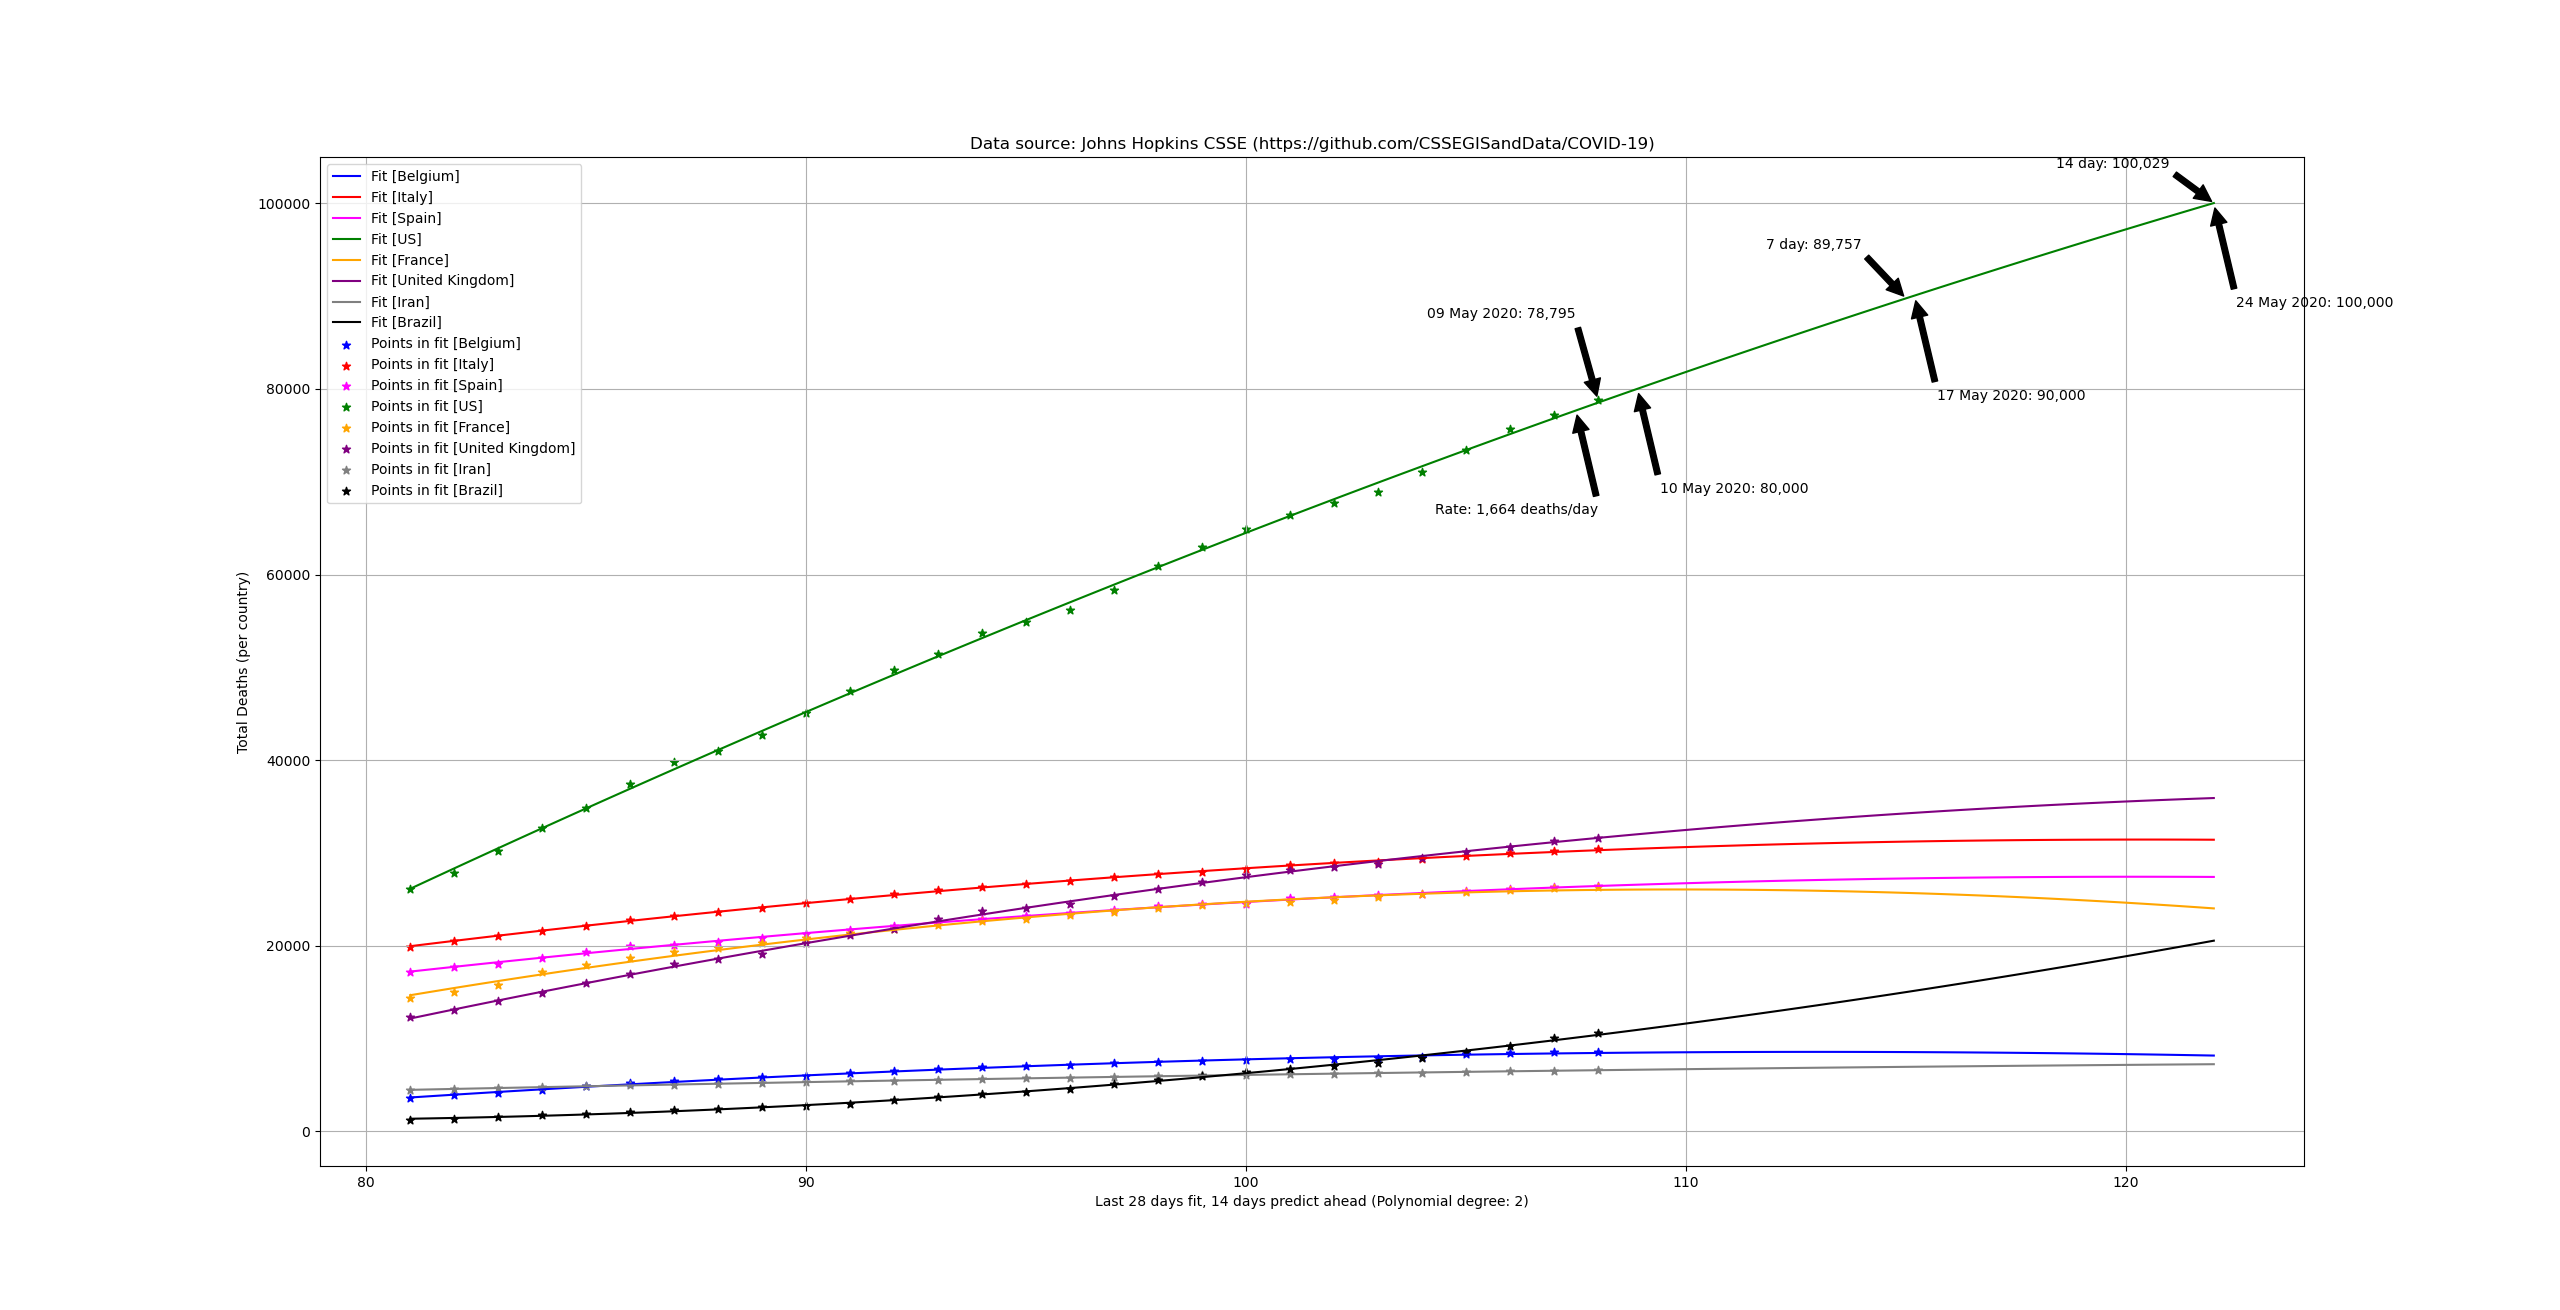 Data source: Johns Hopkins CSSE (https://github.com/CSSEGISandData/COVID-19)
Fit [Belgium]
Fit [Italy]
Fit [Spain]
Fit [US]
Fit [France]
Fit [United Kingdom]
Fit [Iran]
Fit [Brazil]
Points in fit [Belgium]
Points in fit [Italy]
Points in fit [Spain]
Points in fit [US]
Points in fit [France]
Points in fit [United Kingdom]
Points in fit [Iran]
Points in fit [Brazil]
14 day: 100,029
7 day: 89,757
24 May 2020: 100,000
09 May 2020: 78,795
17 May 2020: 90,000
10 May 2020: 80,000
Rate: 1,664 deaths/day
Total Deaths (per country)
100000
80000
60000
40000
20000
0
80
90
100
110
120
Last 28 days fit, 14 days predict ahead (Polynomial degree: 2)